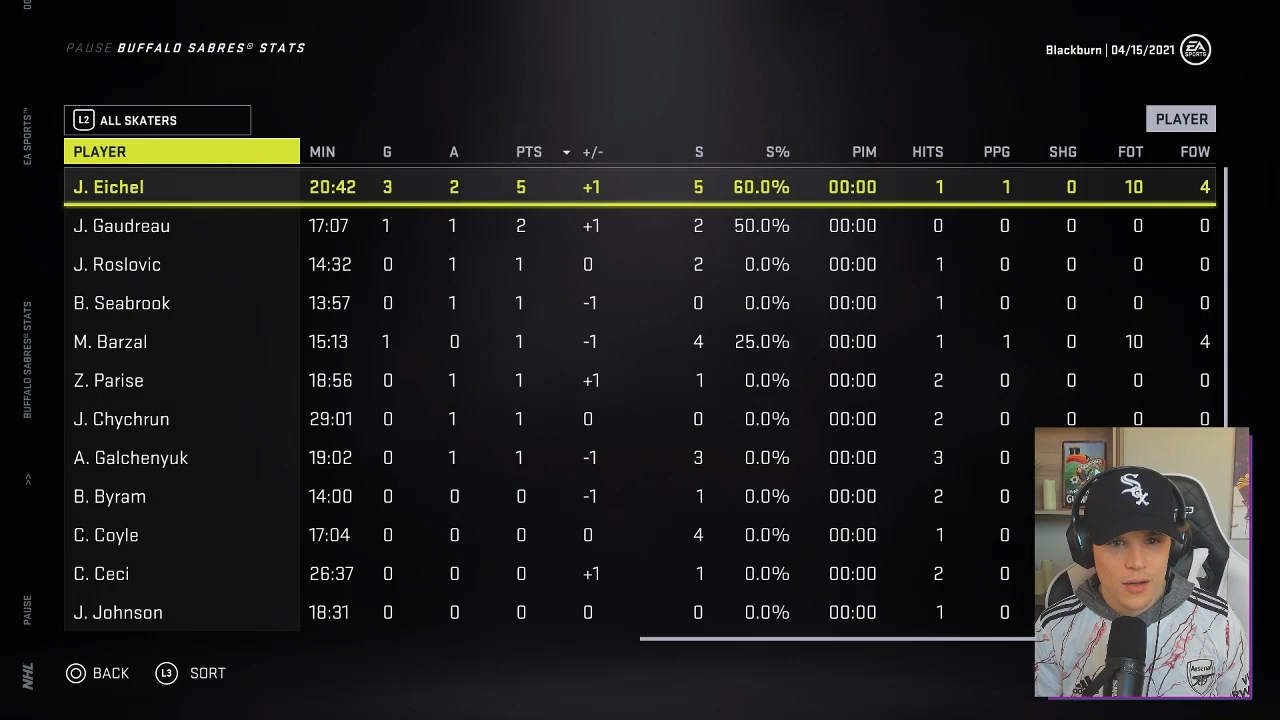 PAUSE BUFFALO SABRES® STATS
Blackburn | 04/15/2021 EA SPORTS
L2 ALL SKATERS
PLAYER
PLAYER MIN G A PTS +/- S S% PIM HITS PPG SHG FOT FOW
J. Eichel 20:42 3 2 5 +1 5 60.0% 00:00 1 1 0 10 4
J. Gaudreau 17:07 1 1 2 +1 2 50.0% 00:00 0 0 0 0 0
J. Roslovic 14:32 0 1 1 0 2 0.0% 00:00 1 0 0 0 0
B. Seabrook 13:57 0 1 1 -1 0 0.0% 00:00 1 0 0 0 0
M. Barzal 15:13 1 0 1 -1 4 25.0% 00:00 1 1 0 10 4
Z. Parise 18:56 0 1 1 +1 1 0.0% 00:00 2 0 0 0 0
J. Chychrun 29:01 0 1 1 0 0 0.0% 00:00 2 0 0 0 0
A. Galchenyuk 19:02 0 1 1 -1 3 0.0% 00:00 3 0
B. Byram 14:00 0 0 0 -1 1 0.0% 00:00 2 0
C. Coyle 17:04 0 0 0 0 4 0.0% 00:00 1 0
C. Ceci 26:37 0 0 0 +1 1 0.0% 00:00 2 0
J. Johnson 18:31 0 0 0 0 0 0.0% 00:00 1 0
BACK L3 SORT
NHL
PAUSE
>>
BUFFALO SABRES® STATS
EA SPORTS™
Sox
Arsenal